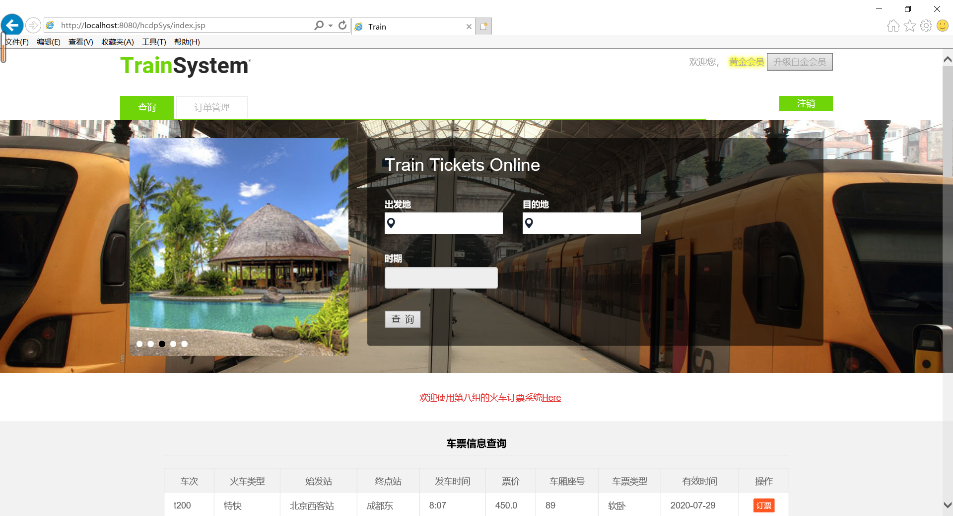 http://localhost:8080/hcdpSys/index.jsp
Train
文件(F) 编辑(E) 查看(V) 收藏夹(A) 工具(T) 帮助(H)
TrainSystem
欢迎您， 黄金会员 升级白金会员
查询 订单管理 注销
Train Tickets Online
出发地 目的地
时期
查 询
欢迎使用第八组的火车订票系统Here
车票信息查询
车次 火车类型 始发站 终点站 发车时间 票价 车厢座号 车票类型 有效时间 操作
t200 特快 北京西客站 成都东 8:07 450.0 89 软卧 2020-07-29 订票